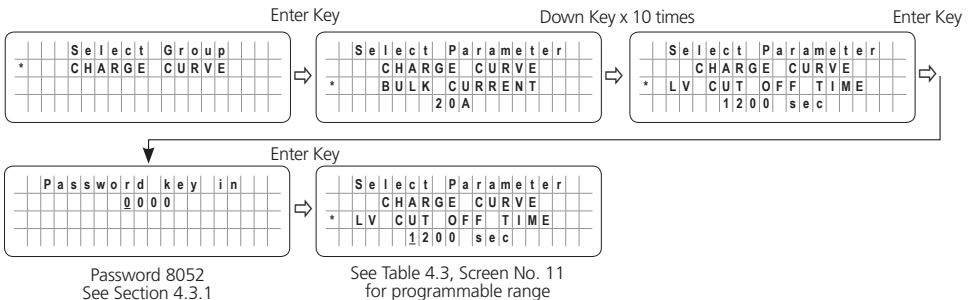 Enter Key
Down Key x 10 times
Enter Key
Select Group
* CHARGE CURVE
Select Parameter
CHARGE CURVE
* BULK CURRENT
20A
Select Parameter
CHARGE CURVE
* LV CUT OFF TIME
1200 sec
Enter Key
Password key in
0000
Select Parameter
CHARGE CURVE
* LV CUT OFF TIME
1200 sec
Password 8052
See Section 4.3.1
See Table 4.3, Screen No. 11
for programmable range